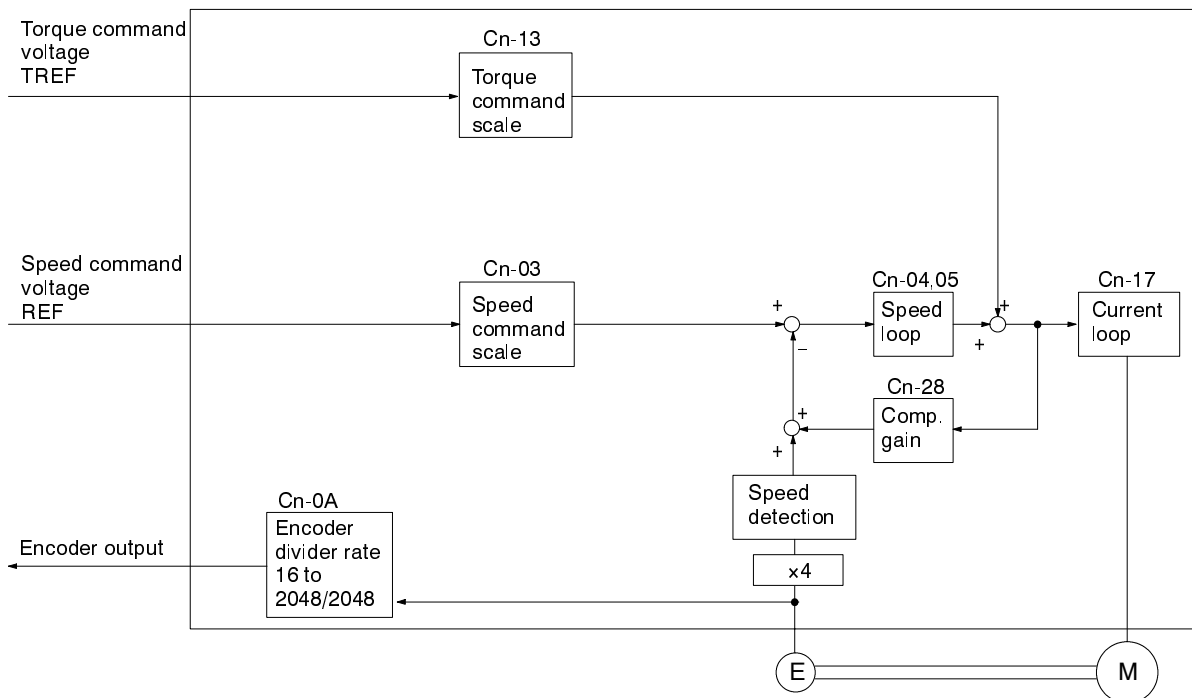 Torque command
voltage
TREF
Cn-13
Torque
command
scale
Speed command
voltage
REF
Cn-03
Speed
command
scale
+
−
Cn-04,05
Speed
loop
+
+
Cn-17
Current
loop
Cn-28
Comp.
gain
+
+
Speed
detection
×4
Cn-0A
Encoder
divider rate
16 to
2048/2048
Encoder output
E
M